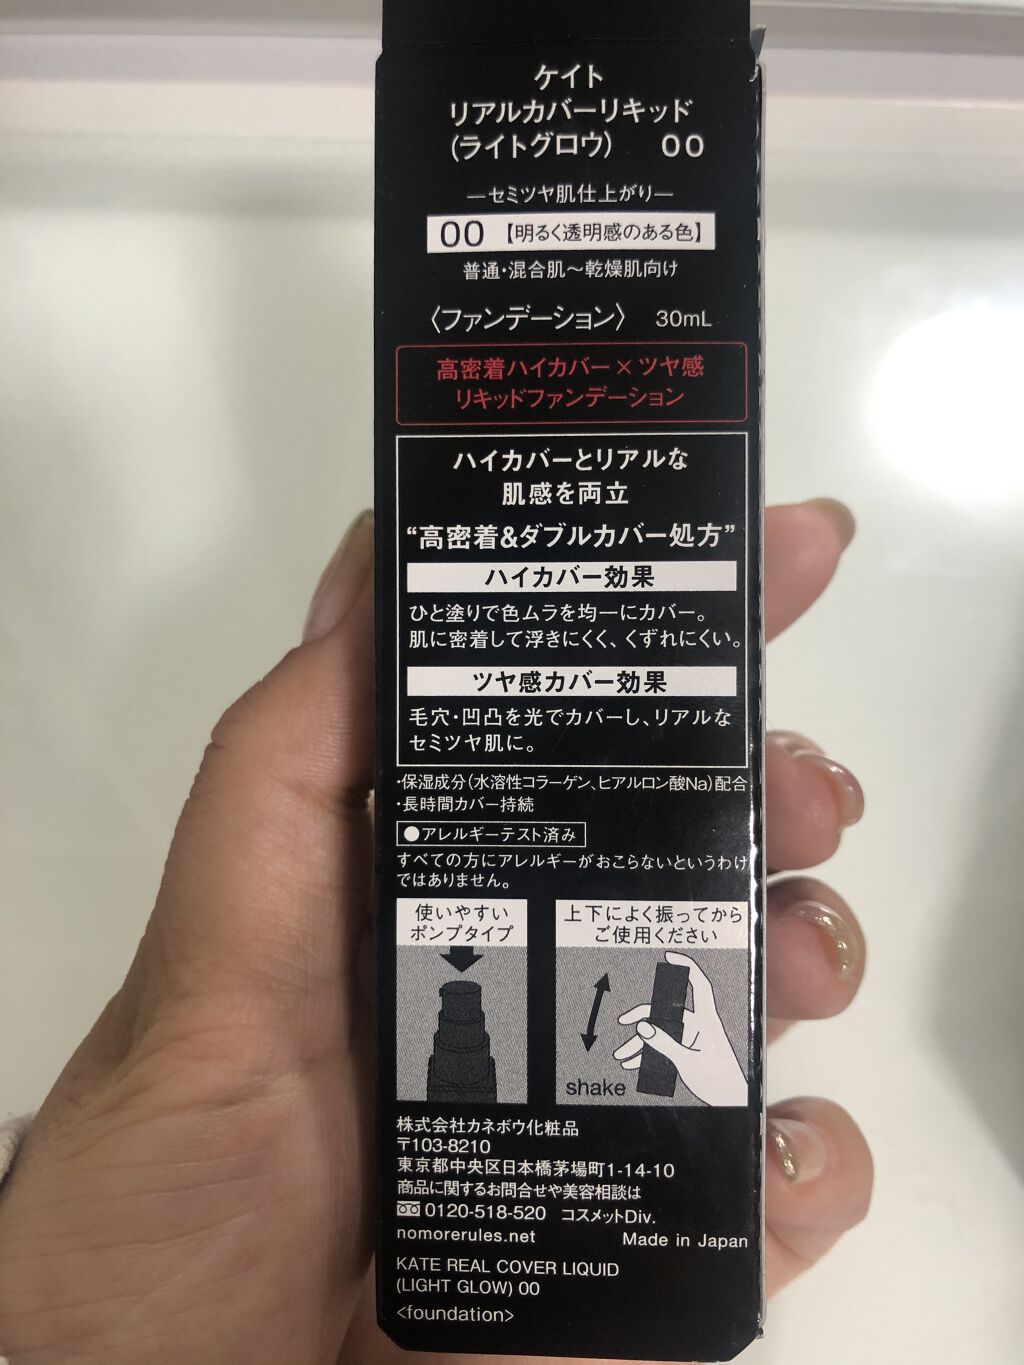 ケイト
リアルカバーリキッド
(ライトグロウ) 00
—セミツヤ肌仕上がり—
00【明るく透明感のある色】
普通・混合肌〜乾燥肌向け
〈ファンデーション〉 30mL
高密着ハイカバー×ツヤ感
リキッドファンデーション
ハイカバーとリアルな
肌感を両立
“高密着&ダブルカバー処方”
ハイカバー効果
ひと塗りで色ムラを均一にカバー。
肌に密着して浮きにくく、くずれにくい。
ツヤ感カバー効果
毛穴・凹凸を光でカバーし、リアルな
セミツヤ肌に。
・保湿成分(水溶性コラーゲン、ヒアルロン酸Na)配合
・長時間カバー持続
●アレルギーテスト済み
すべての方にアレルギーがおこらないというわけ
ではありません。
使いやすい
ポンプタイプ
上下によく振ってから
ご使用ください
shake
株式会社カネボウ化粧品
〒103-8210
東京都中央区日本橋茅場町1-14-10
商品に関するお問合せや美容相談は
0120-518-520 コスメットDiv.
nomorerules.net Made in Japan
KATE REAL COVER LIQUID
(LIGHT GLOW) 00
<foundation>